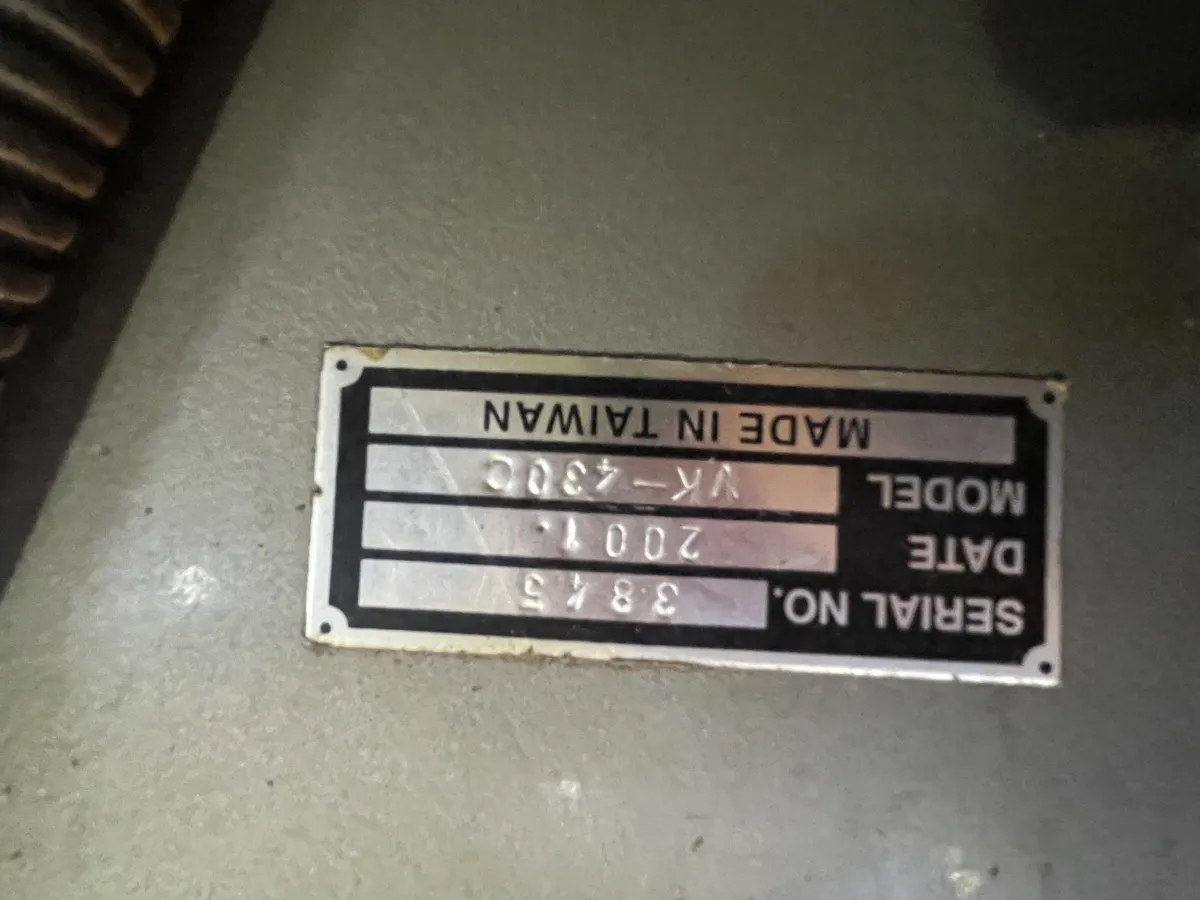 SERIAL NO. 3845
DATE 2001.
MODEL VK-430C
MADE IN TAIWAN